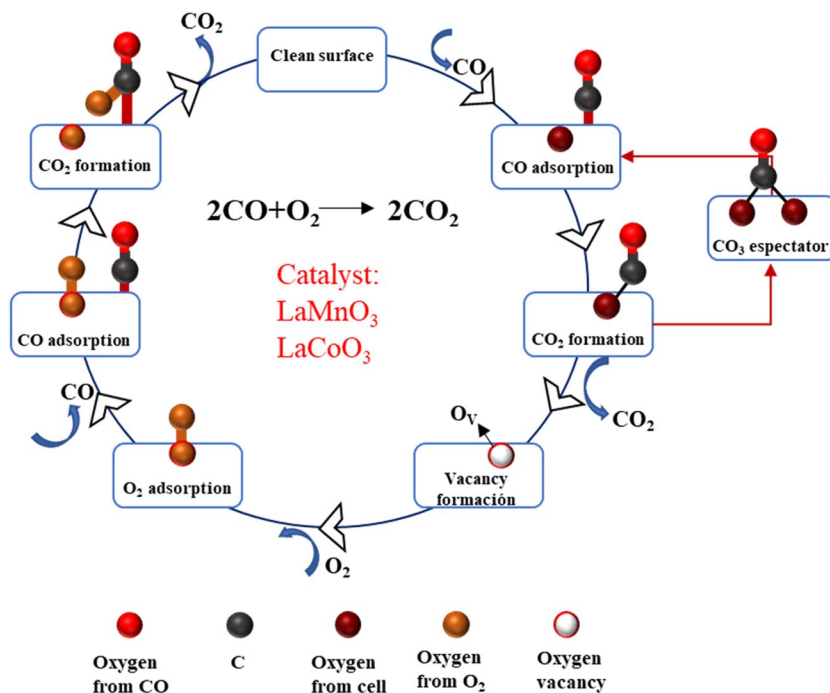 CO₂
Clean surface
CO
CO₂ formation
CO adsorption
2CO+O₂ → 2CO₂
CO₃ espectator
Catalyst:
LaMnO₃
LaCoO₃
CO adsorption
CO₂ formation
CO
CO₂
O_V
O₂ adsorption
Vacancy
formación
O₂
Oxygen
from CO
C
Oxygen
from cell
Oxygen
from O₂
Oxygen
vacancy